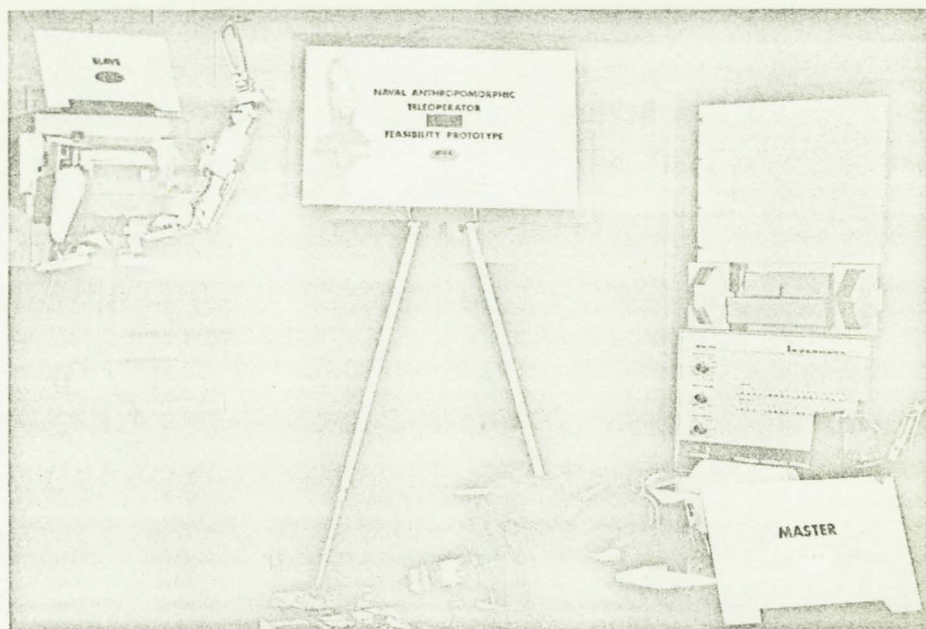 SLAVE
NAVAL ANTHROPOMORPHIC
TELEOPERATOR
FEASIBILITY PROTOTYPE
MASTER